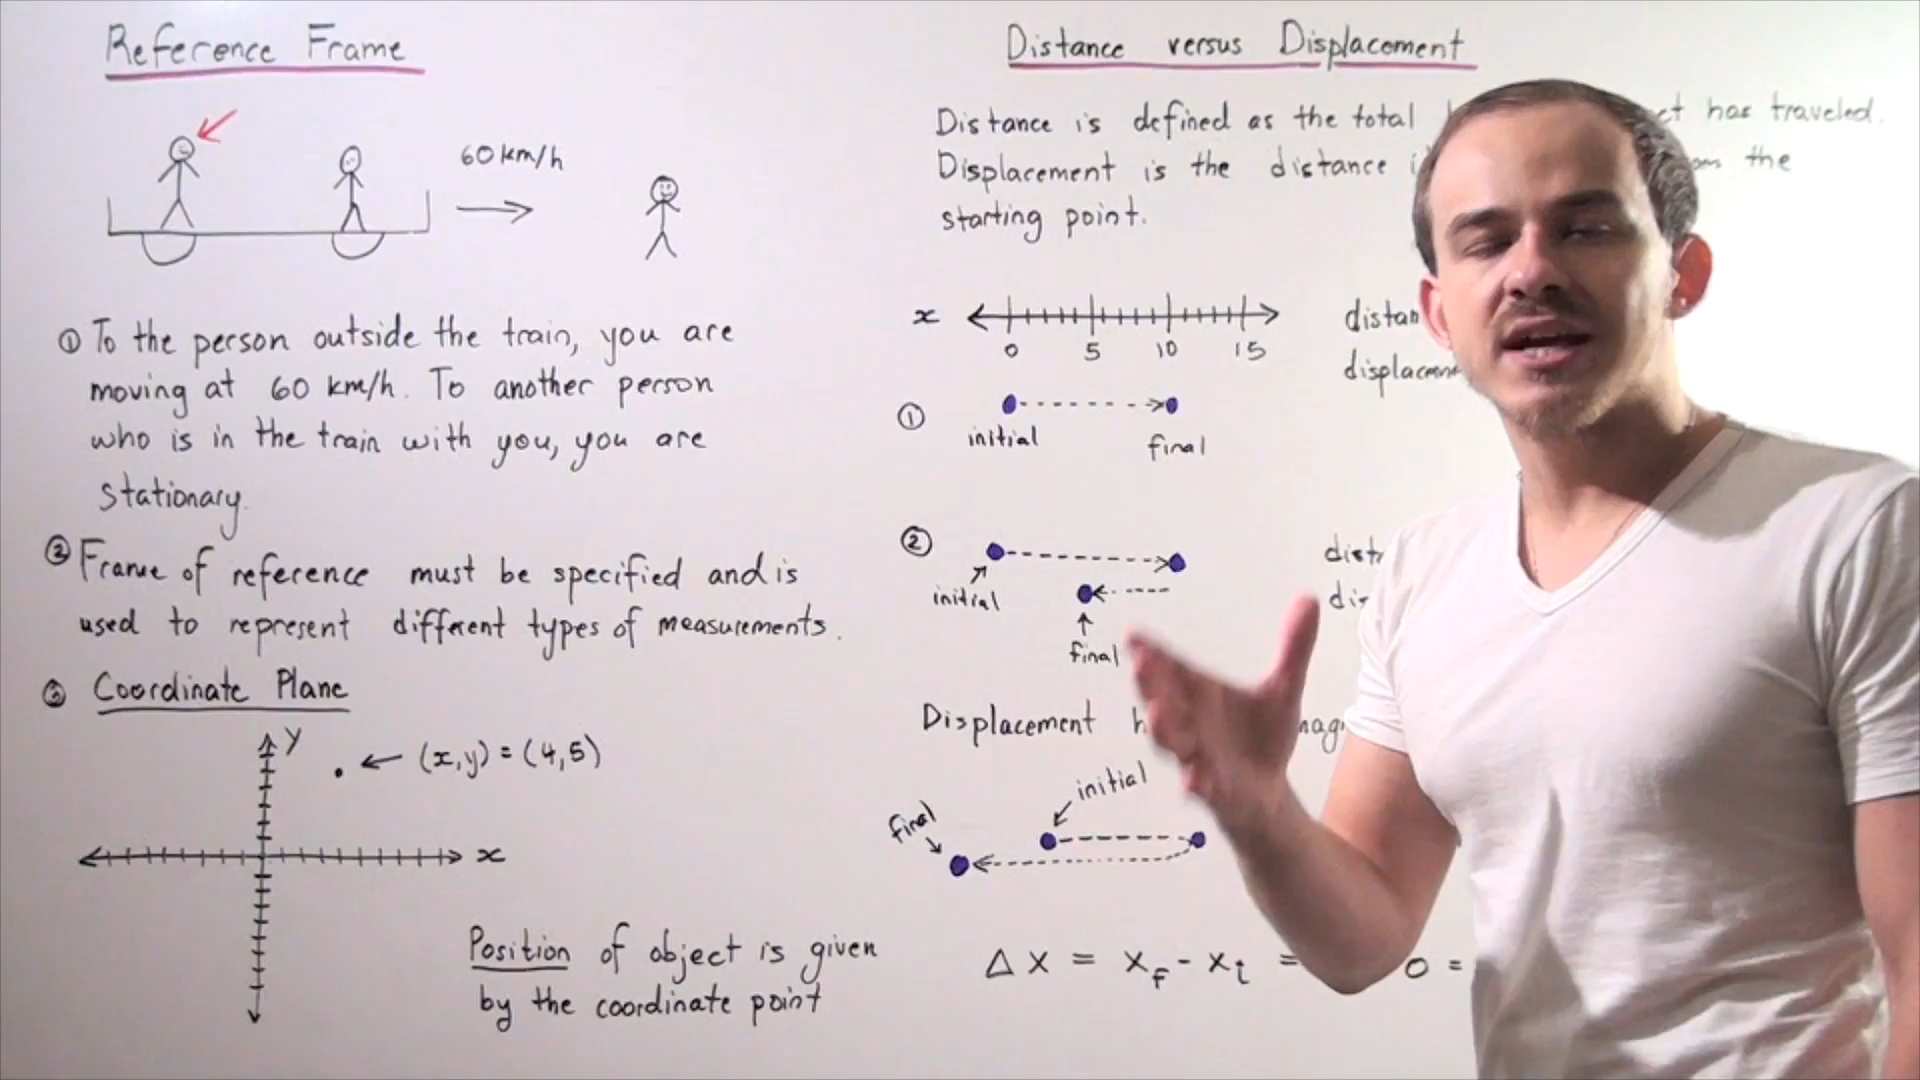 Reference Frame
60 km/h
① To the person outside the train, you are
moving at 60 km/h. To another person
who is in the train with you, you are
stationary.
② Frame of reference must be specified and is
used to represent different types of measurements.
③ Coordinate Plane
y
(x,y) = (4,5)
x
Position of object is given
by the coordinate point
Distance versus Displacement
Distance is defined as the total has traveled.
Displacement is the distance the
starting point.
x
0 5 10 15
①
initial
final
displacement
②
initial
final
Displacement
initial
final
Δx = xf - xi = 0 =